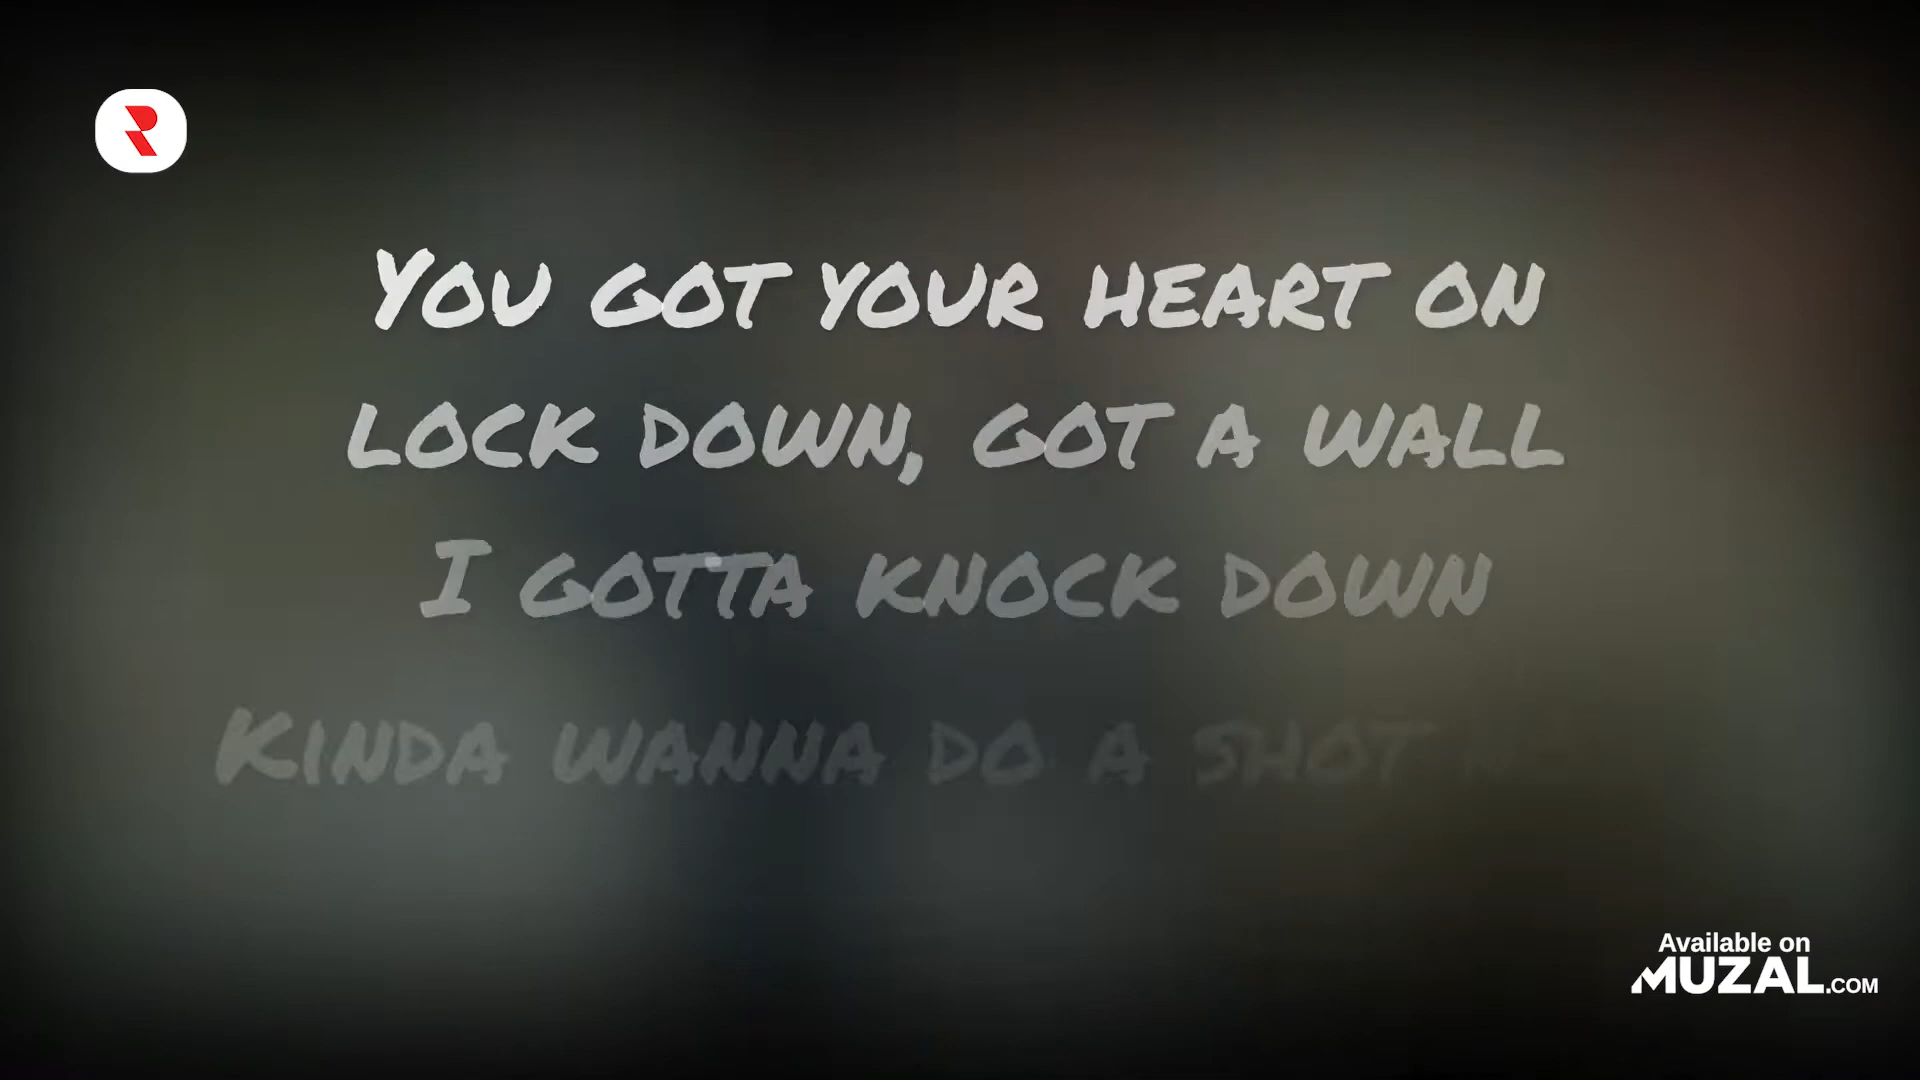 You got your heart on
lock down, got a wall
I gotta knock down
Kinda wanna do a shot
Available on
MUZAL.COM